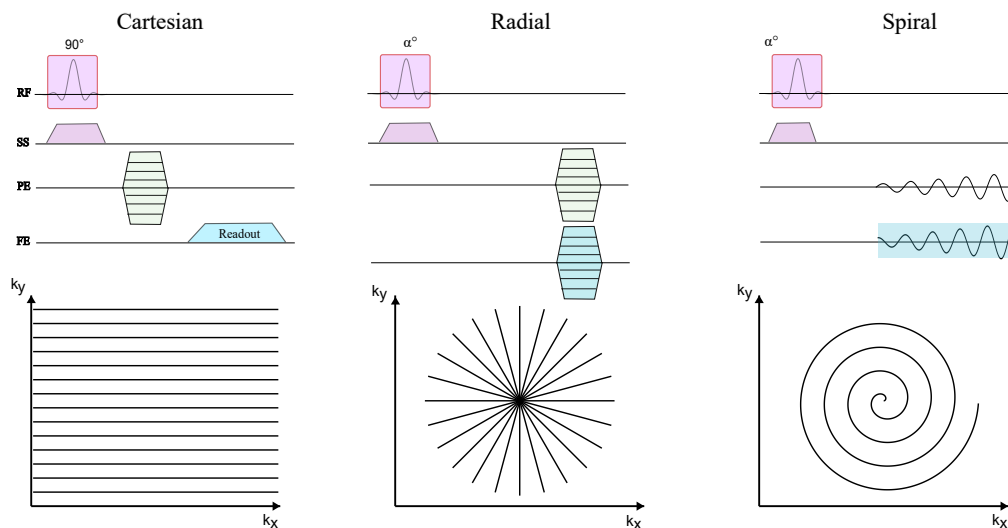 Cartesian
Radial
Spiral
90°
α°
α°
RF
SS
PE
FE
Readout
ky
ky
ky
kx
kx
kx